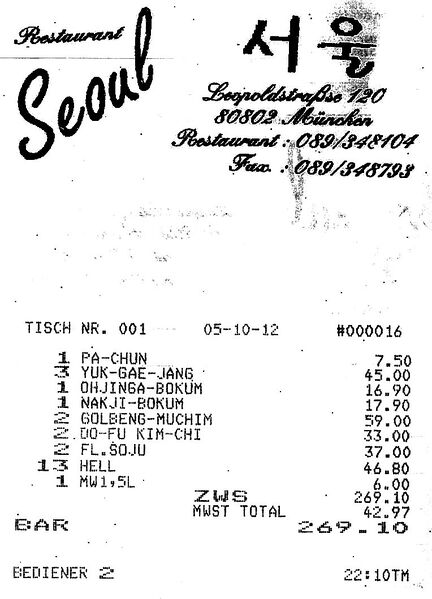 Restaurant
Seoul
서울
Leopoldstraße 120
80802 München
Restaurant : 089/348104
Fax. : 089/348793
TISCH NR. 001 05-10-12 #000016
1 PA-CHUN 7.50
3 YUK-GAE-JANG 45.00
1 OHJINGA-BOKUM 16.90
1 NAKJI-BOKUM 17.90
2 GOLBENG-MUCHIM 59.00
2 DO-FU KIM-CHI 33.00
2 FL.SOJU 37.00
13 HELL 46.80
1 MW1,5L 6.00
ZWS 269.10
MWST TOTAL 42.97
BAR 269.10
BEDIENER 2 22:10TM